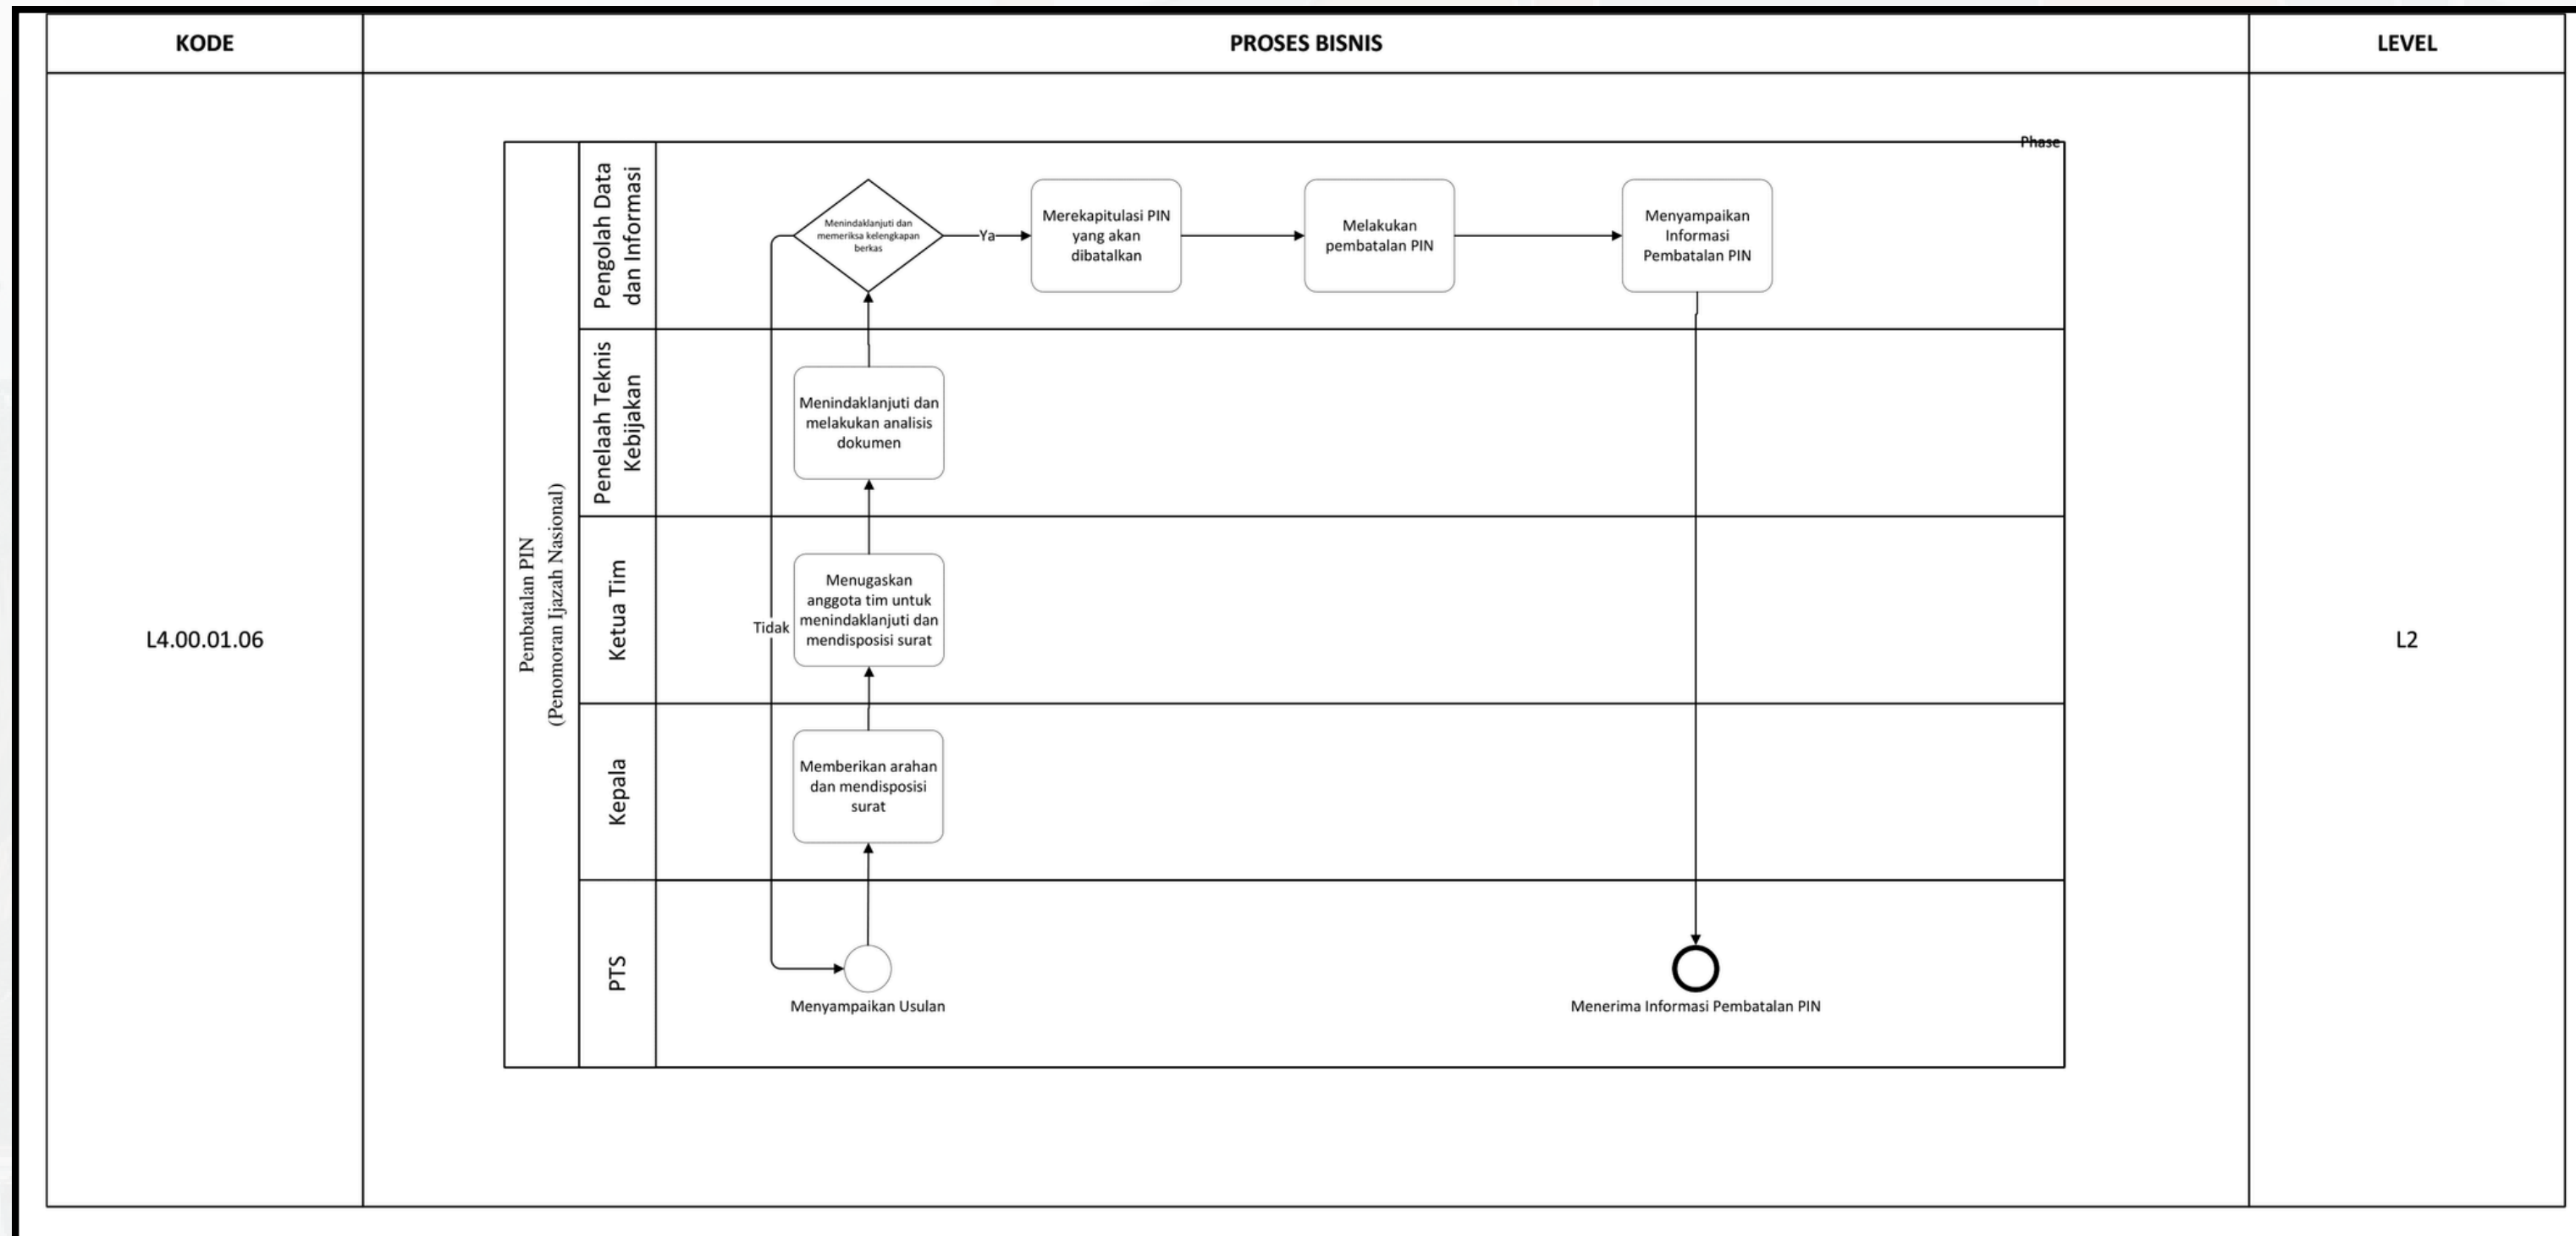 KODE
PROSES BISNIS
LEVEL
L4.00.01.06
Pembatalan PIN
(Penomoran Ijazah Nasional)
Phase
Pengolah Data
dan Informasi
Menindaklanjuti dan
memeriksa kelengkapan
berkas
Ya
Merekapitulasi PIN
yang akan
dibatalkan
Melakukan
pembatalan PIN
Menyampaikan
Informasi
Pembatalan PIN
Penelaah Teknis
Kebijakan
Menindaklanjuti dan
melakukan analisis
dokumen
Ketua Tim
Tidak
Menugaskan
anggota tim untuk
menindaklanjuti dan
mendisposisi surat
Kepala
Memberikan arahan
dan mendisposisi
surat
PTS
Menyampaikan Usulan
Menerima Informasi Pembatalan PIN
L2